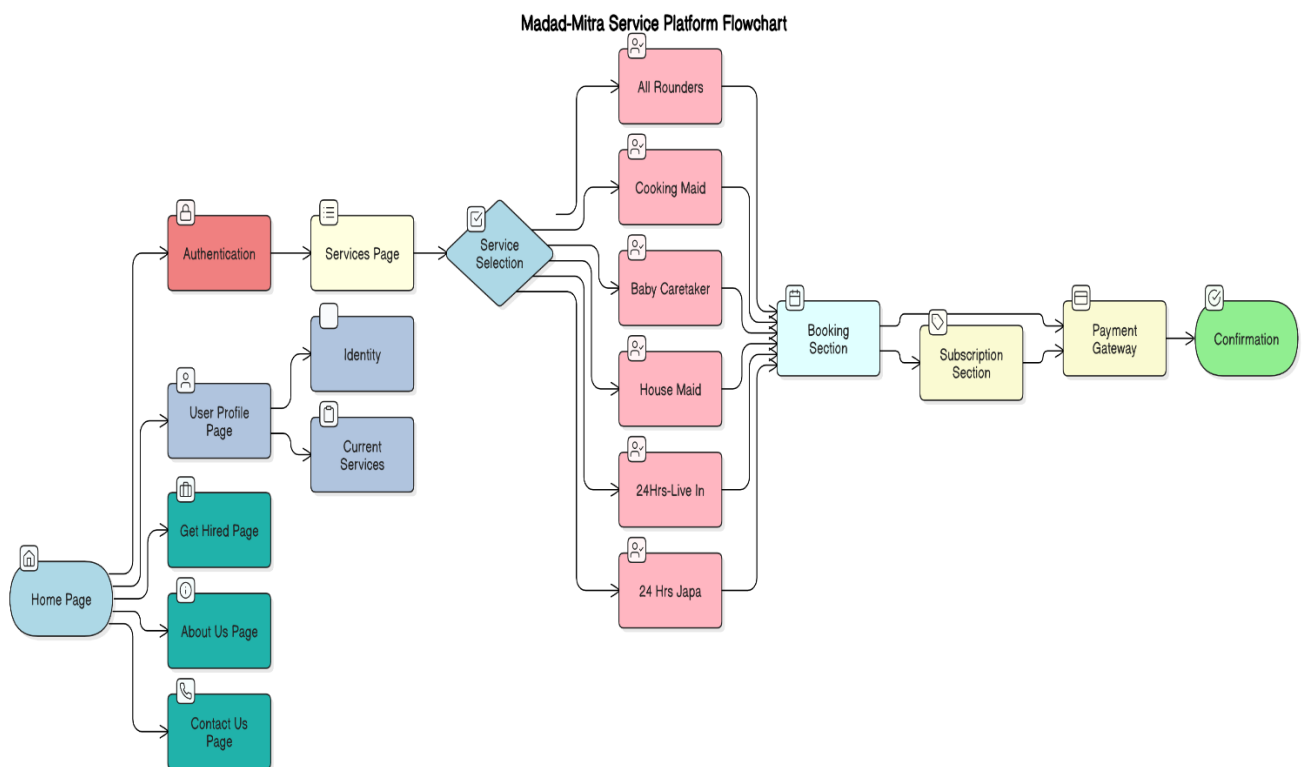 Madad-Mitra Service Platform Flowchart
All Rounders
Cooking Maid
Authentication
Services Page
Service
Selection
Baby Caretaker
Identity
Booking
Section
Subscription
Section
Payment
Gateway
Confirmation
User Profile
Page
Current
Services
House Maid
Get Hired Page
24Hrs-Live In
Home Page
24 Hrs Japa
About Us Page
Contact Us
Page